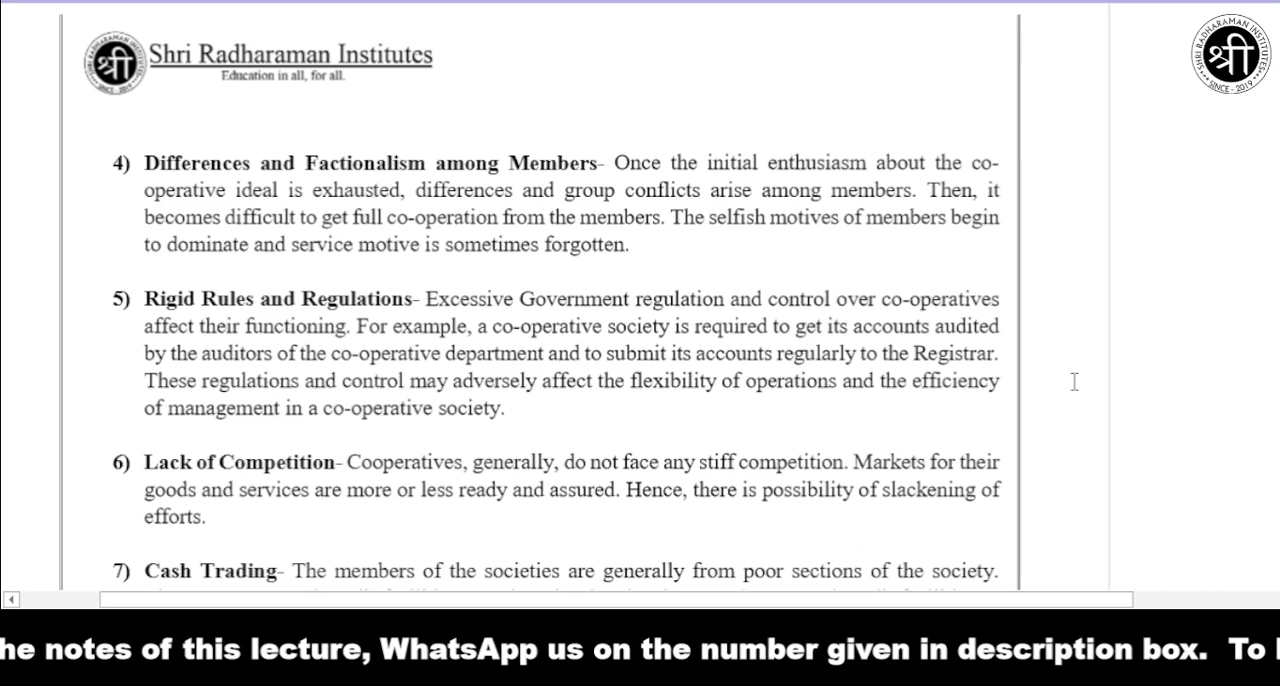 श्री
Shri Radharaman Institutes
Education in all, for all.
SHRI RADHARAMAN INSTITUTES
श्री
SINCE - 2019
4) Differences and Factionalism among Members- Once the initial enthusiasm about the co-
operative ideal is exhausted, differences and group conflicts arise among members. Then, it
becomes difficult to get full co-operation from the members. The selfish motives of members begin
to dominate and service motive is sometimes forgotten.
5) Rigid Rules and Regulations- Excessive Government regulation and control over co-operatives
affect their functioning. For example, a co-operative society is required to get its accounts audited
by the auditors of the co-operative department and to submit its accounts regularly to the Registrar.
These regulations and control may adversely affect the flexibility of operations and the efficiency
of management in a co-operative society.
6) Lack of Competition- Cooperatives, generally, do not face any stiff competition. Markets for their
goods and services are more or less ready and assured. Hence, there is possibility of slackening of
efforts.
7) Cash Trading- The members of the societies are generally from poor sections of the society.
he notes of this lecture, WhatsApp us on the number given in description box. To